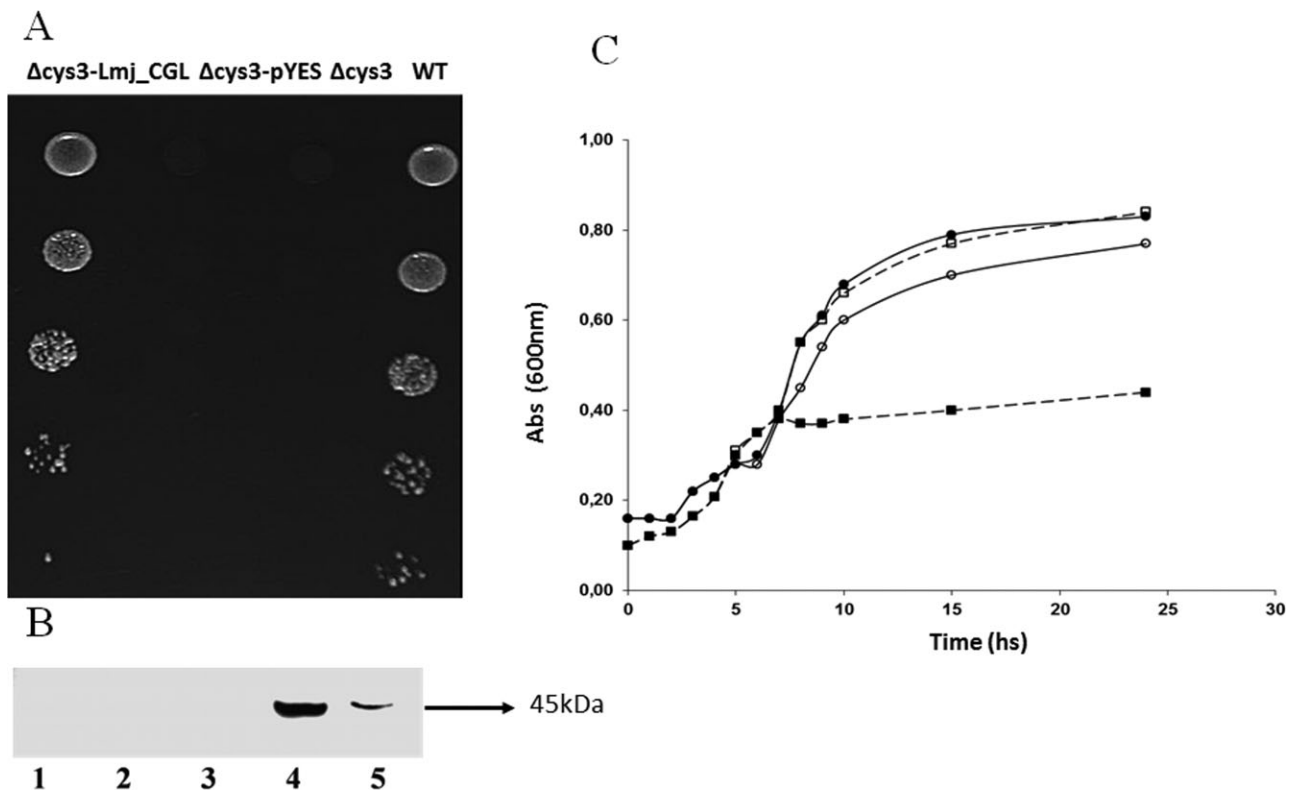 A
Δcys3-Lmj_CGL Δcys3-pYES Δcys3 WT
B
45kDa
1 2 3 4 5
C
1,00
0,80
0,60
0,40
0,20
0,00
Abs (600nm)
0 5 10 15 20 25 30
Time (hs)